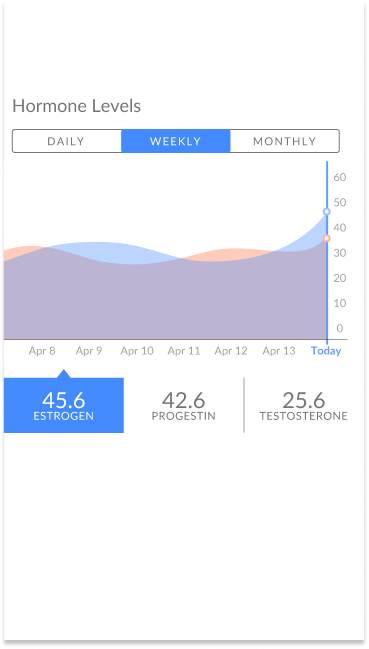 Hormone Levels
DAILY WEEKLY MONTHLY
60
50
40
30
20
10
0
Apr 8 Apr 9 Apr 10 Apr 11 Apr 12 Apr 13 Today
45.6 42.6 25.6
ESTROGEN PROGESTIN TESTOSTERONE